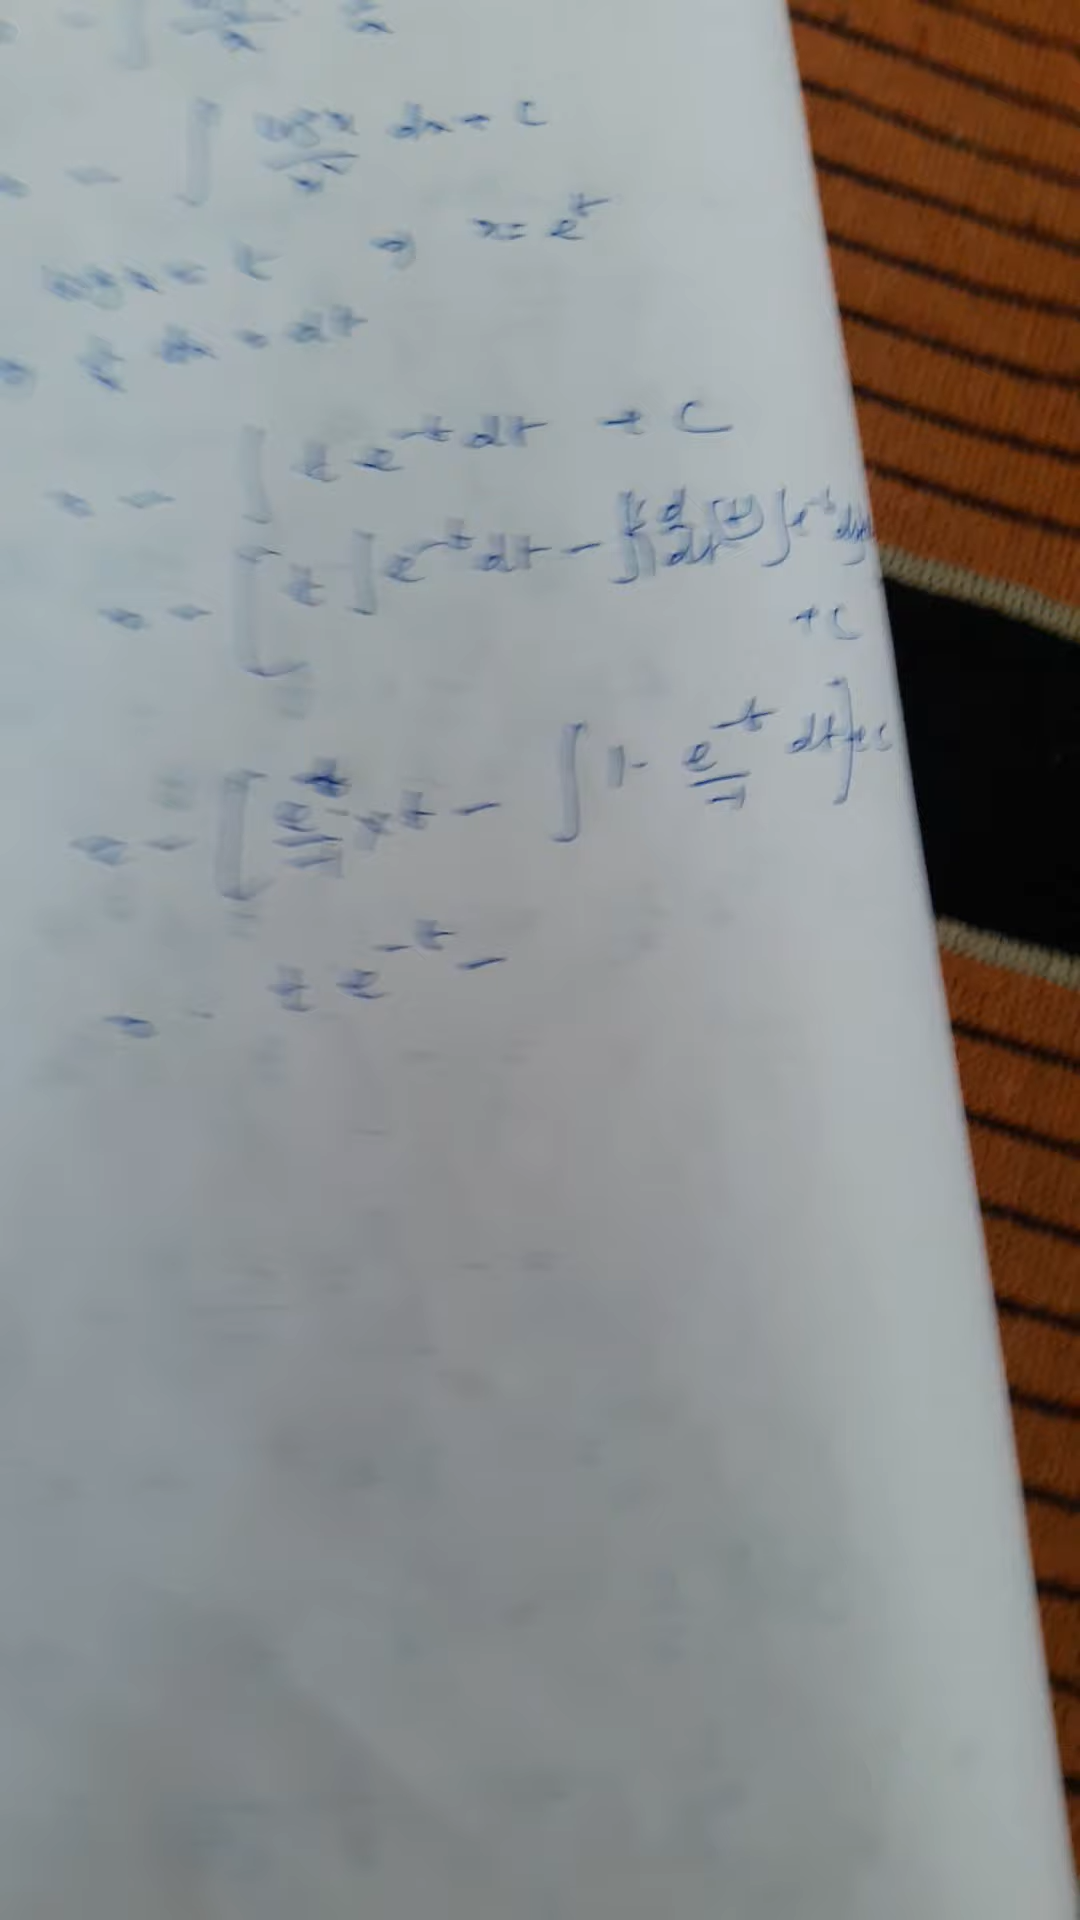 = - ∫ log x / x² dx + C
log x = t ⇒ x = e^t
⇒ 1/x dx = dt
= - ∫ t e^-t dt + C
= - [ t ∫ e^-t dt - ∫ { d/dt (t) ∫ e^-t dt
+ C
= - [ e^-t / -1 × t - ∫ 1 · e^-t / -1 dt ] + C
= - t e^-t -